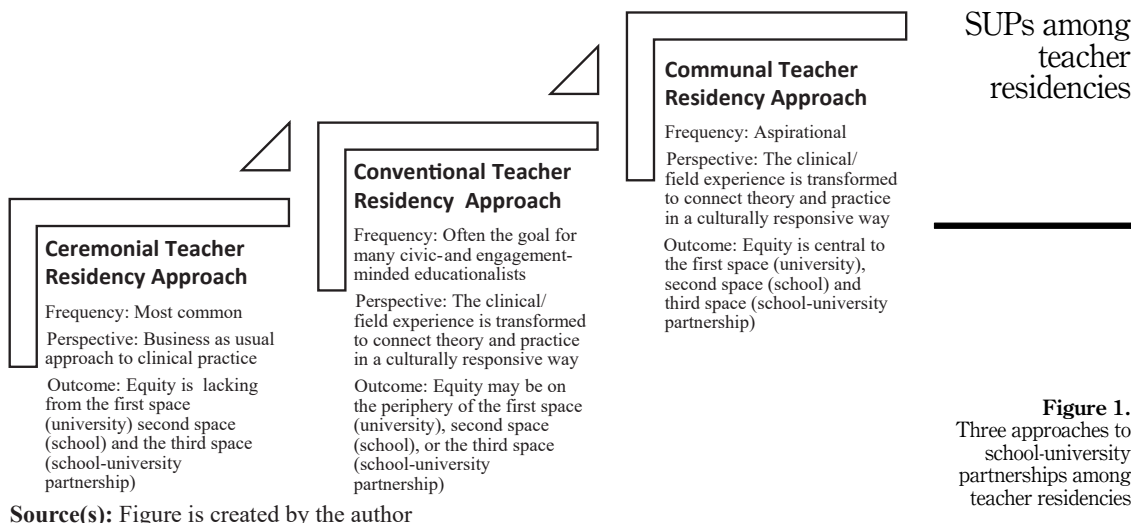 SUPs among
teacher
residencies
Communal Teacher
Residency Approach
Frequency: Aspirational
Perspective: The clinical/
field experience is transformed
to connect theory and practice
in a culturally responsive way
Outcome: Equity is central to
the first space (university),
second space (school) and
third space (school-university
partnership)
Conventional Teacher
Residency Approach
Frequency: Often the goal for
many civic-and engagement-
minded educationalists
Perspective: The clinical/
field experience is transformed
to connect theory and practice
in a culturally responsive way
Outcome: Equity may be on
the periphery of the first space
(university), second space
(school), or the third space
(school-university
partnership)
Ceremonial Teacher
Residency Approach
Frequency: Most common
Perspective: Business as usual
approach to clinical practice
Outcome: Equity is lacking
from the first space
(university) second space
(school) and the third space
(school-university
partnership)
Source(s): Figure is created by the author
Figure 1.
Three approaches to
school-university
partnerships among
teacher residencies